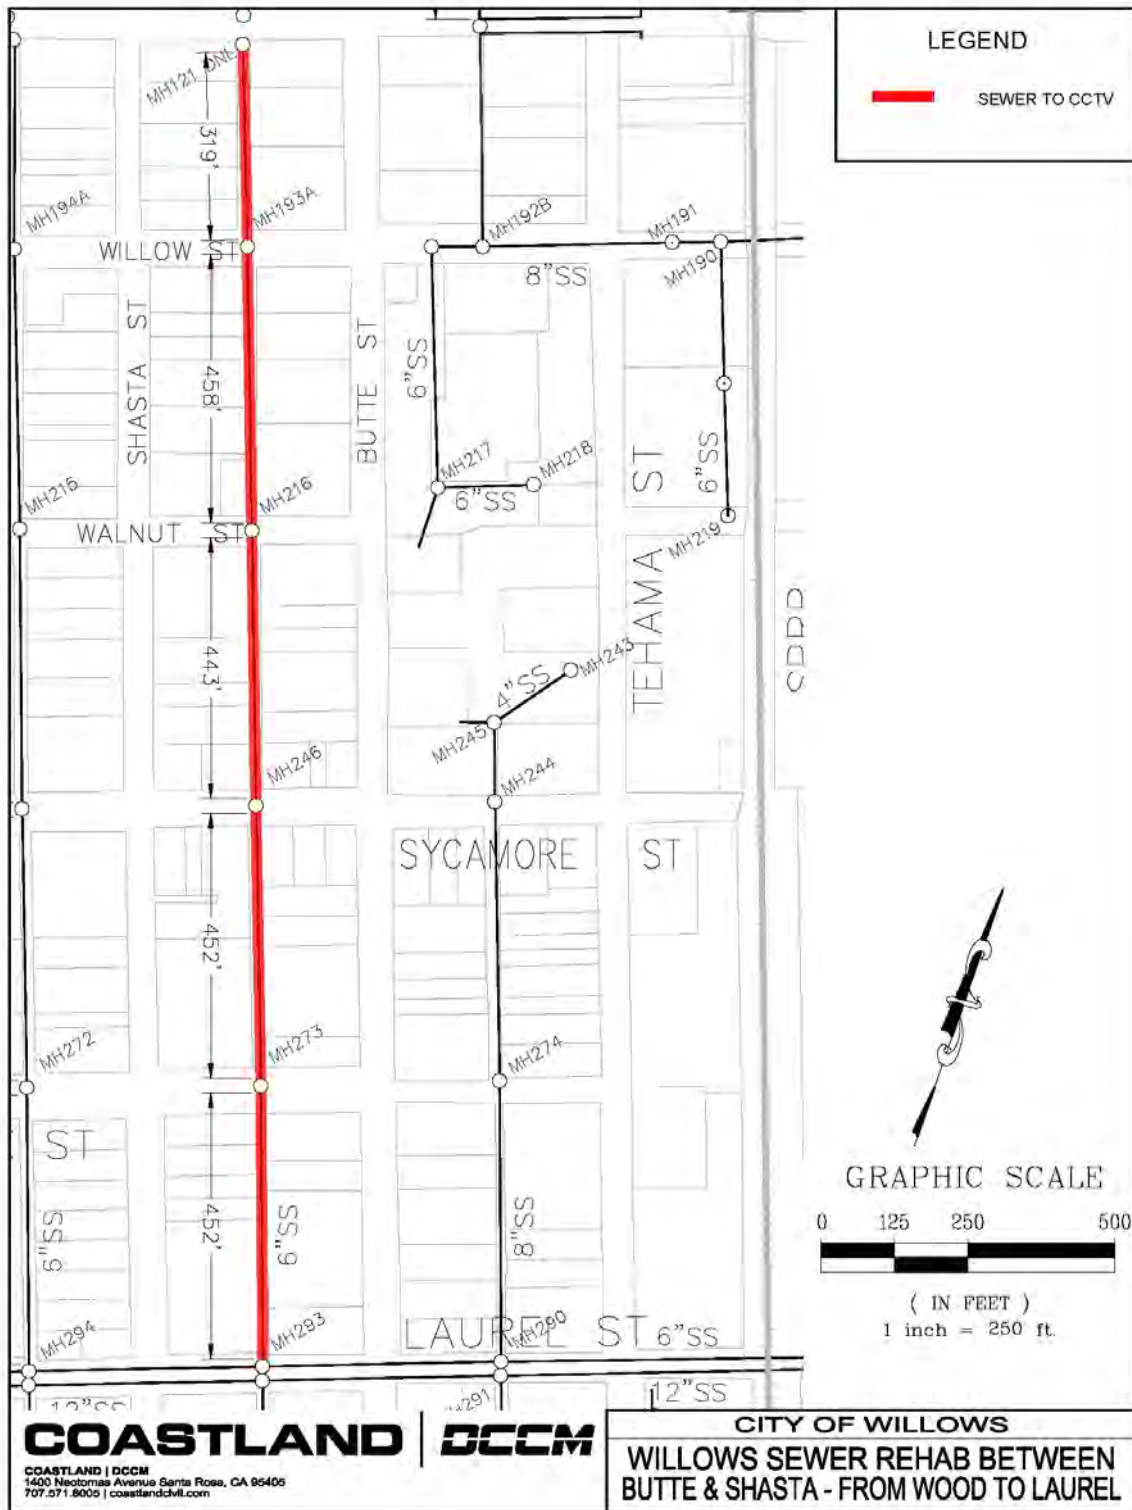 LEGEND
SEWER TO CCTV
MH121 DNL
319'
MH194A
MH193A
MH192B
MH191
WILLOW ST
MH190
8"SS
SHASTA ST
BUTTE ST
6"SS
458'
MH217
MH218
6"SS
TEHAMA ST
6"SS
MH215
MH216
MH219
WALNUT ST
443'
MH243
4"SS
MH245
MH246
MH244
SYCAMORE ST
452'
MH272
MH273
MH274
ST
6"SS
452'
6"SS
8"SS
GRAPHIC SCALE
0 125 250 500
( IN FEET )
1 inch = 250 ft.
MH294
MH293
LAUREL ST
MH290
6"SS
12"SS
291
12"SS
COASTLAND | DCCM
COASTLAND | DCCM
1400 Neotomas Avenue Santa Rosa, CA 95405
707.571.8005 | coastlandcivil.com
CITY OF WILLOWS
WILLOWS SEWER REHAB BETWEEN
BUTTE & SHASTA - FROM WOOD TO LAUREL